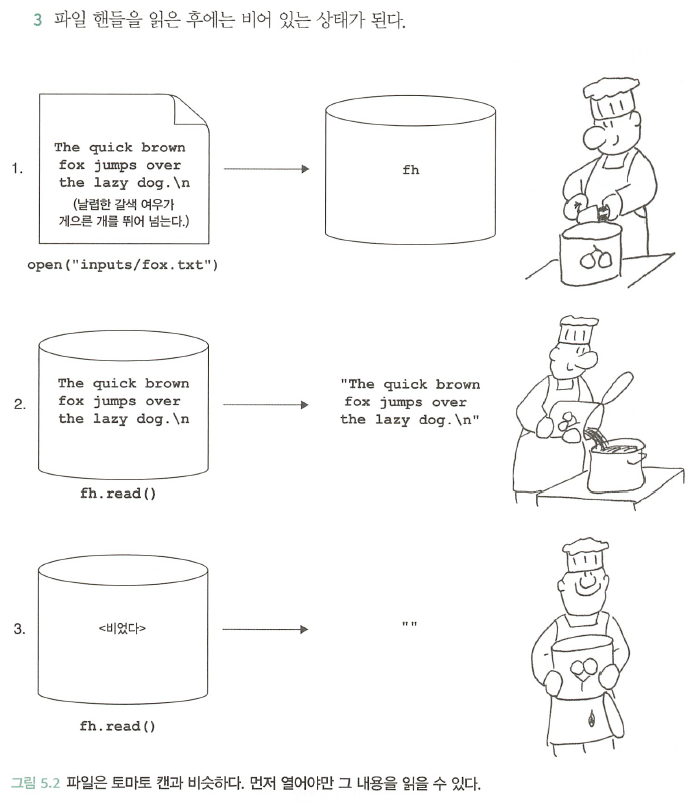 3 파일 핸들을 읽은 후에는 비어 있는 상태가 된다.
1.
The quick brown
fox jumps over
the lazy dog.\n
(날렵한 갈색 여우가
게으른 개를 뛰어 넘는다.)
fh
open("inputs/fox.txt")
2.
The quick brown
fox jumps over
the lazy dog.\n
"The quick brown
fox jumps over
the lazy dog.\n"
fh.read()
3.
<비었다>
""
fh.read()
그림 5.2 파일은 토마토 캔과 비슷하다. 먼저 열어야만 그 내용을 읽을 수 있다.